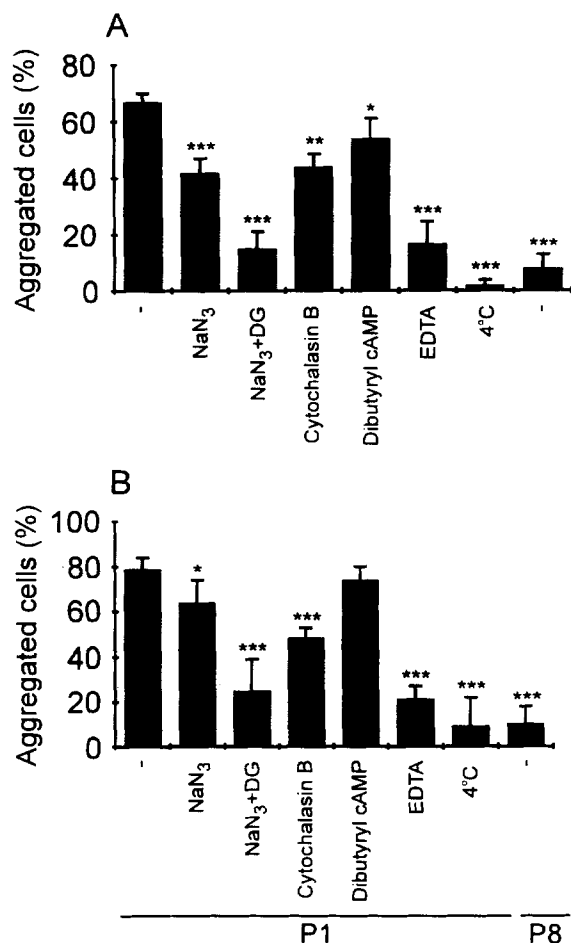 A
Aggregated cells (%)
80
60
40
20
0
***
***
**
*
***
***
***
-
NaN3
NaN3+DG
Cytochalasin B
Dibutyryl cAMP
EDTA
4°C
-
B
Aggregated cells (%)
100
80
60
40
20
0
*
***
***
***
***
***
-
NaN3
NaN3+DG
Cytochalasin B
Dibutyryl cAMP
EDTA
4°C
-
P1
P8